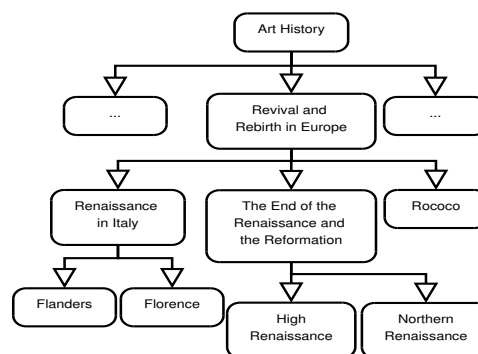 Art History
...
Revival and
Rebirth in Europe
...
Renaissance
in Italy
The End of the
Renaissance and
the Reformation
Rococo
Flanders
Florence
High
Renaissance
Northern
Renaissance